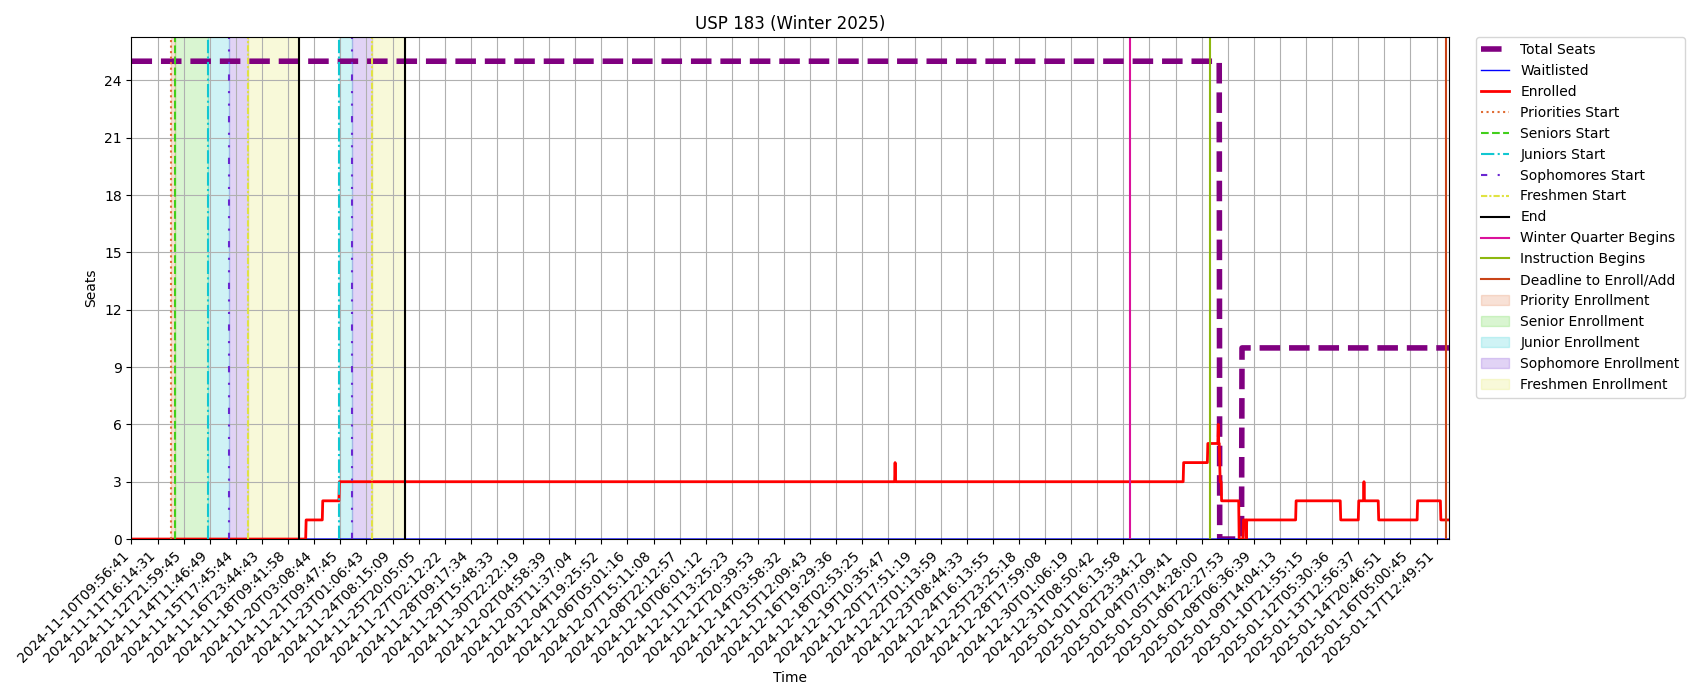 USP 183 (Winter 2025)
Seats
24
21
18
15
12
9
6
3
0
2024-11-10T09:56:41
2024-11-11T16:14:31
2024-11-12T21:59:45
2024-11-14T11:46:49
2024-11-15T17:45:44
2024-11-16T23:44:43
2024-11-18T09:41:58
2024-11-20T03:08:44
2024-11-21T09:47:45
2024-11-23T01:06:43
2024-11-24T08:15:09
2024-11-25T20:05:05
2024-11-27T02:12:22
2024-11-28T09:17:34
2024-11-29T15:48:33
2024-11-30T22:22:19
2024-12-02T04:58:39
2024-12-03T11:37:04
2024-12-04T19:25:52
2024-12-06T05:01:16
2024-12-07T15:11:08
2024-12-08T22:12:57
2024-12-10T06:01:12
2024-12-11T13:25:23
2024-12-12T20:39:53
2024-12-14T03:58:32
2024-12-15T12:09:43
2024-12-16T19:29:36
2024-12-18T02:53:25
2024-12-19T10:35:47
2024-12-20T17:51:19
2024-12-22T01:13:59
2024-12-23T08:44:33
2024-12-24T16:13:55
2024-12-25T23:25:18
2024-12-28T17:59:08
2024-12-30T01:06:19
2024-12-31T08:50:42
2025-01-01T16:13:58
2025-01-02T23:34:12
2025-01-04T07:09:41
2025-01-05T14:28:00
2025-01-06T22:27:53
2025-01-08T06:36:39
2025-01-09T14:04:13
2025-01-10T21:55:15
2025-01-12T05:30:36
2025-01-13T12:56:37
2025-01-14T20:46:51
2025-01-16T05:00:45
2025-01-17T12:49:51
Time
Total Seats
Waitlisted
Enrolled
Priorities Start
Seniors Start
Juniors Start
Sophomores Start
Freshmen Start
End
Winter Quarter Begins
Instruction Begins
Deadline to Enroll/Add
Priority Enrollment
Senior Enrollment
Junior Enrollment
Sophomore Enrollment
Freshmen Enrollment